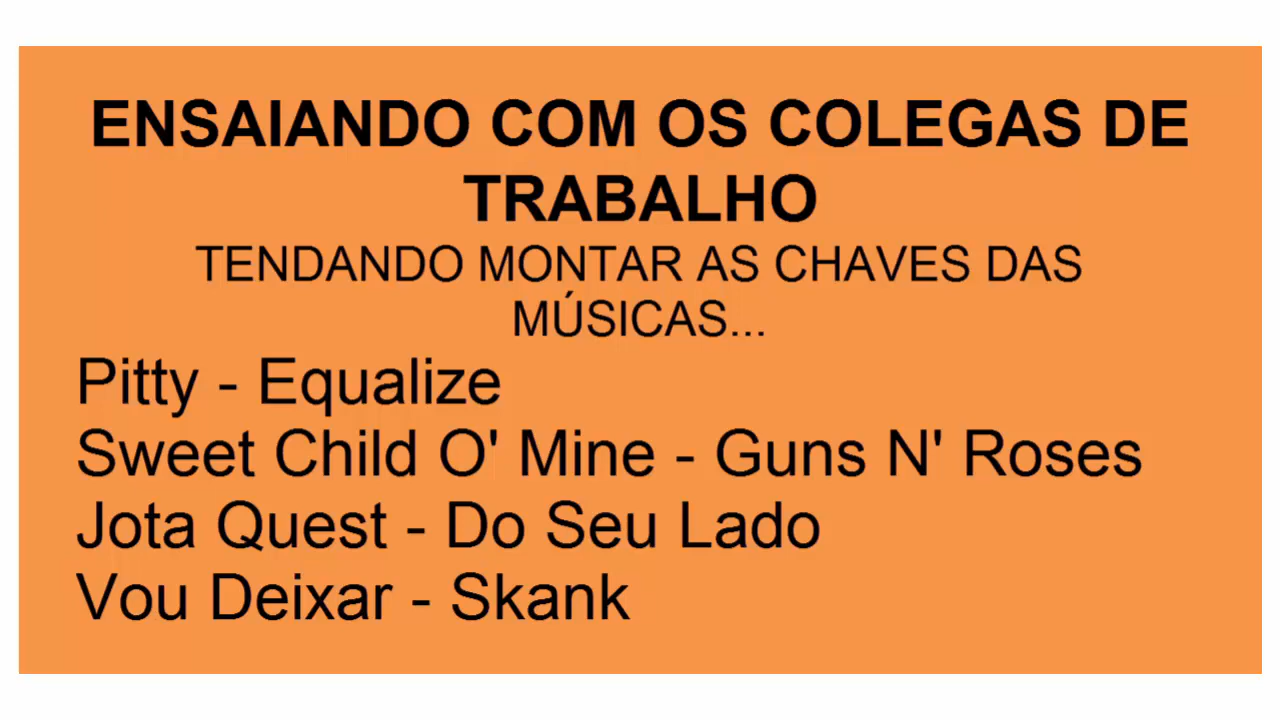 ENSAIANDO COM OS COLEGAS DE
TRABALHO
TENDANDO MONTAR AS CHAVES DAS
MÚSICAS...
Pitty - Equalize
Sweet Child O' Mine - Guns N' Roses
Jota Quest - Do Seu Lado
Vou Deixar - Skank